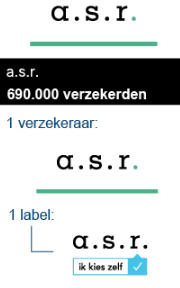 a.s.r.
a.s.r.
690.000 verzekerden
1 verzekeraar:
a.s.r.
1 label:
a.s.r.
ik kies zelf